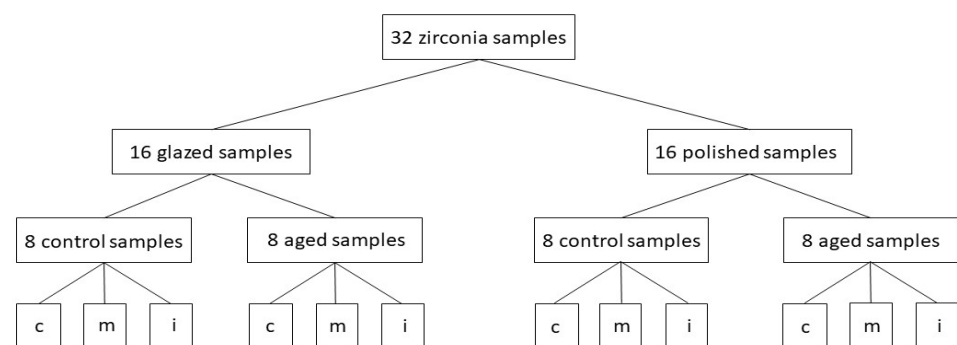 32 zirconia samples
16 glazed samples
16 polished samples
8 control samples
8 aged samples
8 control samples
8 aged samples
c
m
i
c
m
i
c
m
i
c
m
i